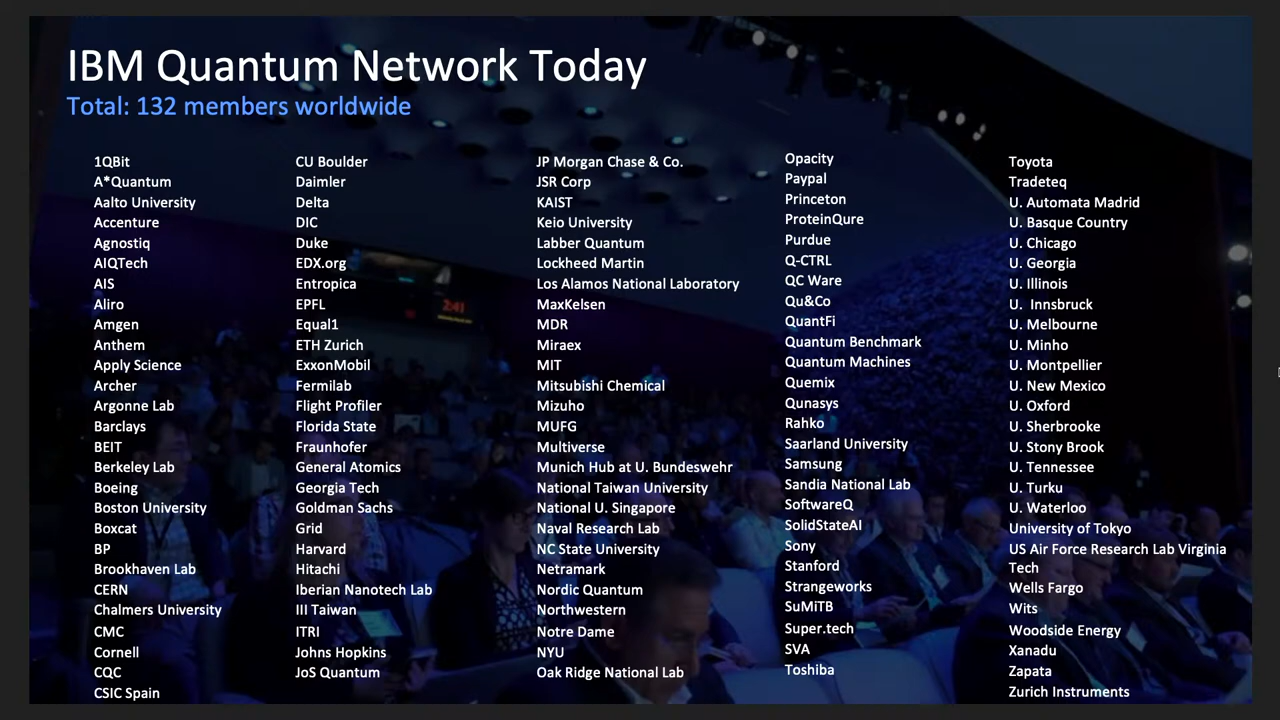 IBM Quantum Network Today
Total: 132 members worldwide
1QBit
A*Quantum
Aalto University
Accenture
Agnostiq
AIQTech
AIS
Aliro
Amgen
Anthem
Apply Science
Archer
Argonne Lab
Barclays
BEIT
Berkeley Lab
Boeing
Boston University
Boxcat
BP
Brookhaven Lab
CERN
Chalmers University
CMC
Cornell
CQC
CSIC Spain
CU Boulder
Daimler
Delta
DIC
Duke
EDX.org
Entropica
EPFL
Equal1
ETH Zurich
ExxonMobil
Fermilab
Flight Profiler
Florida State
Fraunhofer
General Atomics
Georgia Tech
Goldman Sachs
Grid
Harvard
Hitachi
Iberian Nanotech Lab
III Taiwan
ITRI
Johns Hopkins
JoS Quantum
JP Morgan Chase & Co.
JSR Corp
KAIST
Keio University
Labber Quantum
Lockheed Martin
Los Alamos National Laboratory
MaxKelsen
MDR
Miraex
MIT
Mitsubishi Chemical
Mizuho
MUFG
Multiverse
Munich Hub at U. Bundeswehr
National Taiwan University
National U. Singapore
Naval Research Lab
NC State University
Netramark
Nordic Quantum
Northwestern
Notre Dame
NYU
Oak Ridge National Lab
Opacity
Paypal
Princeton
ProteinQure
Purdue
Q-CTRL
QC Ware
Qu&Co
QuantFi
Quantum Benchmark
Quantum Machines
Quemix
Qunasys
Rahko
Saarland University
Samsung
Sandia National Lab
SoftwareQ
SolidStateAI
Sony
Stanford
Strangeworks
SuMiTB
Super.tech
SVA
Toshiba
Toyota
Tradeteq
U. Automata Madrid
U. Basque Country
U. Chicago
U. Georgia
U. Illinois
U.  Innsbruck
U. Melbourne
U. Minho
U. Montpellier
U. New Mexico
U. Oxford
U. Sherbrooke
U. Stony Brook
U. Tennessee
U. Turku
U. Waterloo
University of Tokyo
US Air Force Research Lab Virginia
Tech
Wells Fargo
Wits
Woodside Energy
Xanadu
Zapata
Zurich Instruments
2:41